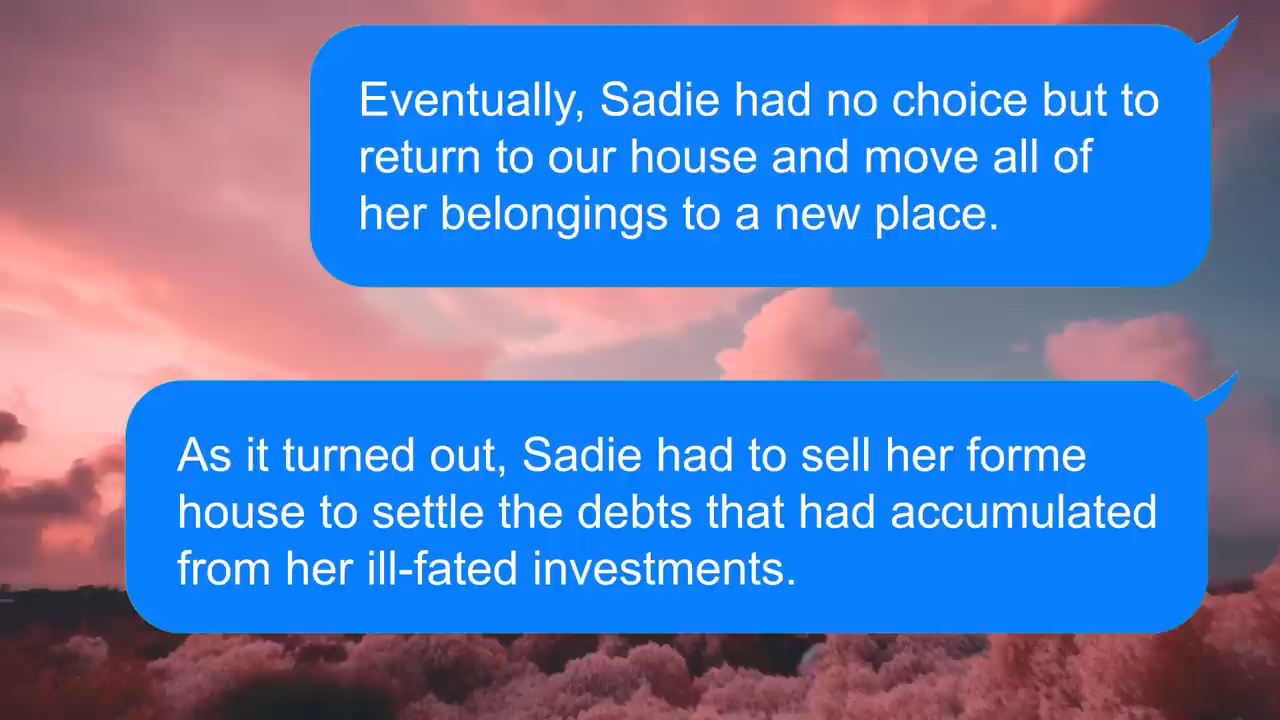 Eventually, Sadie had no choice but to
return to our house and move all of
her belongings to a new place.
As it turned out, Sadie had to sell her forme
house to settle the debts that had accumulated
from her ill-fated investments.